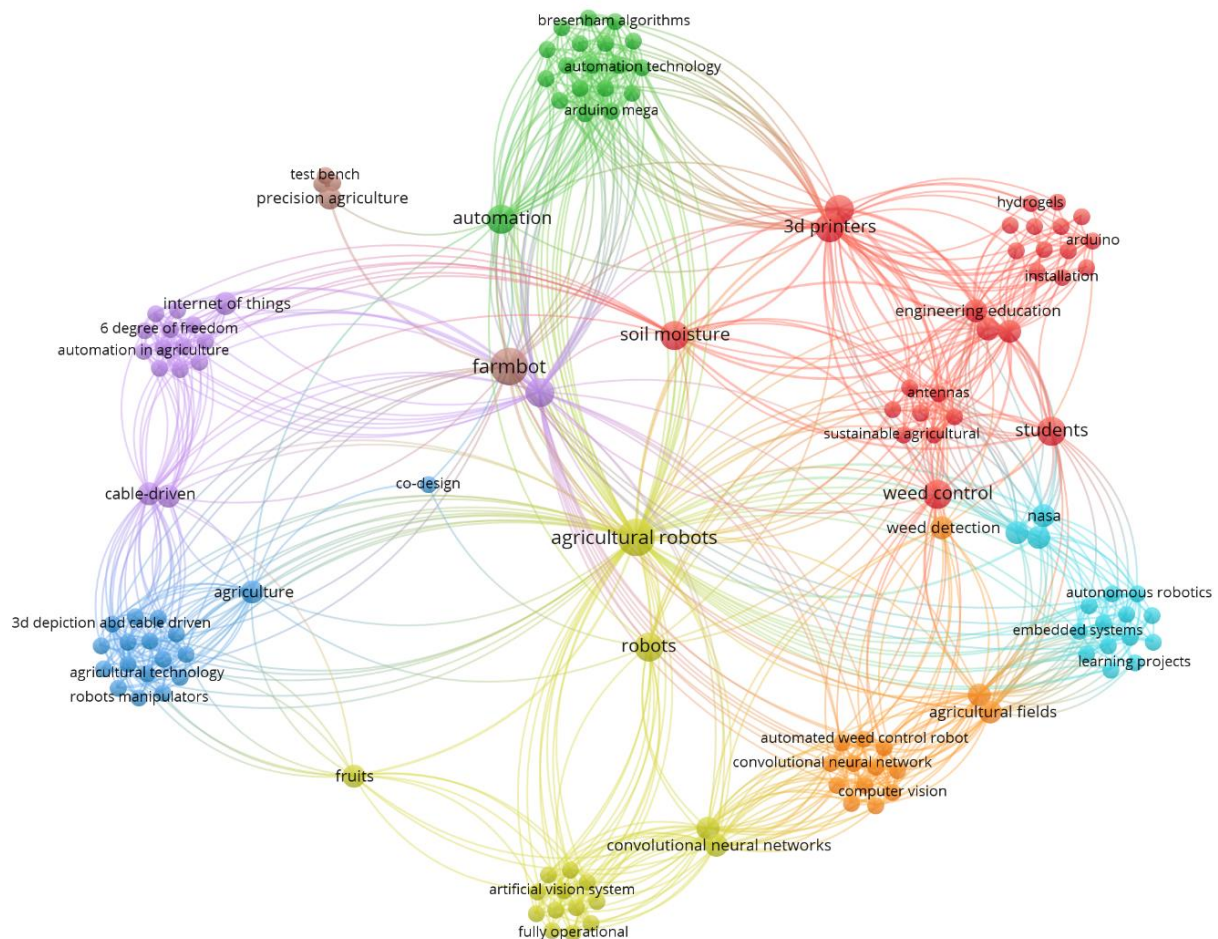 bresenham algorithms
automation technology
arduino mega
test bench
precision agriculture
automation
3d printers
hydrogels
arduino
installation
internet of things
6 degree of freedom
automation in agriculture
engineering education
soil moisture
farmbot
antennas
sustainable agricultural
students
co-design
cable-driven
weed control
weed detection
nasa
agricultural robots
agriculture
autonomous robotics
3d depiction abd cable driven
embedded systems
robots
learning projects
agricultural technology
robots manipulators
agricultural fields
automated weed control robot
convolutional neural network
fruits
computer vision
convolutional neural networks
artificial vision system
fully operational